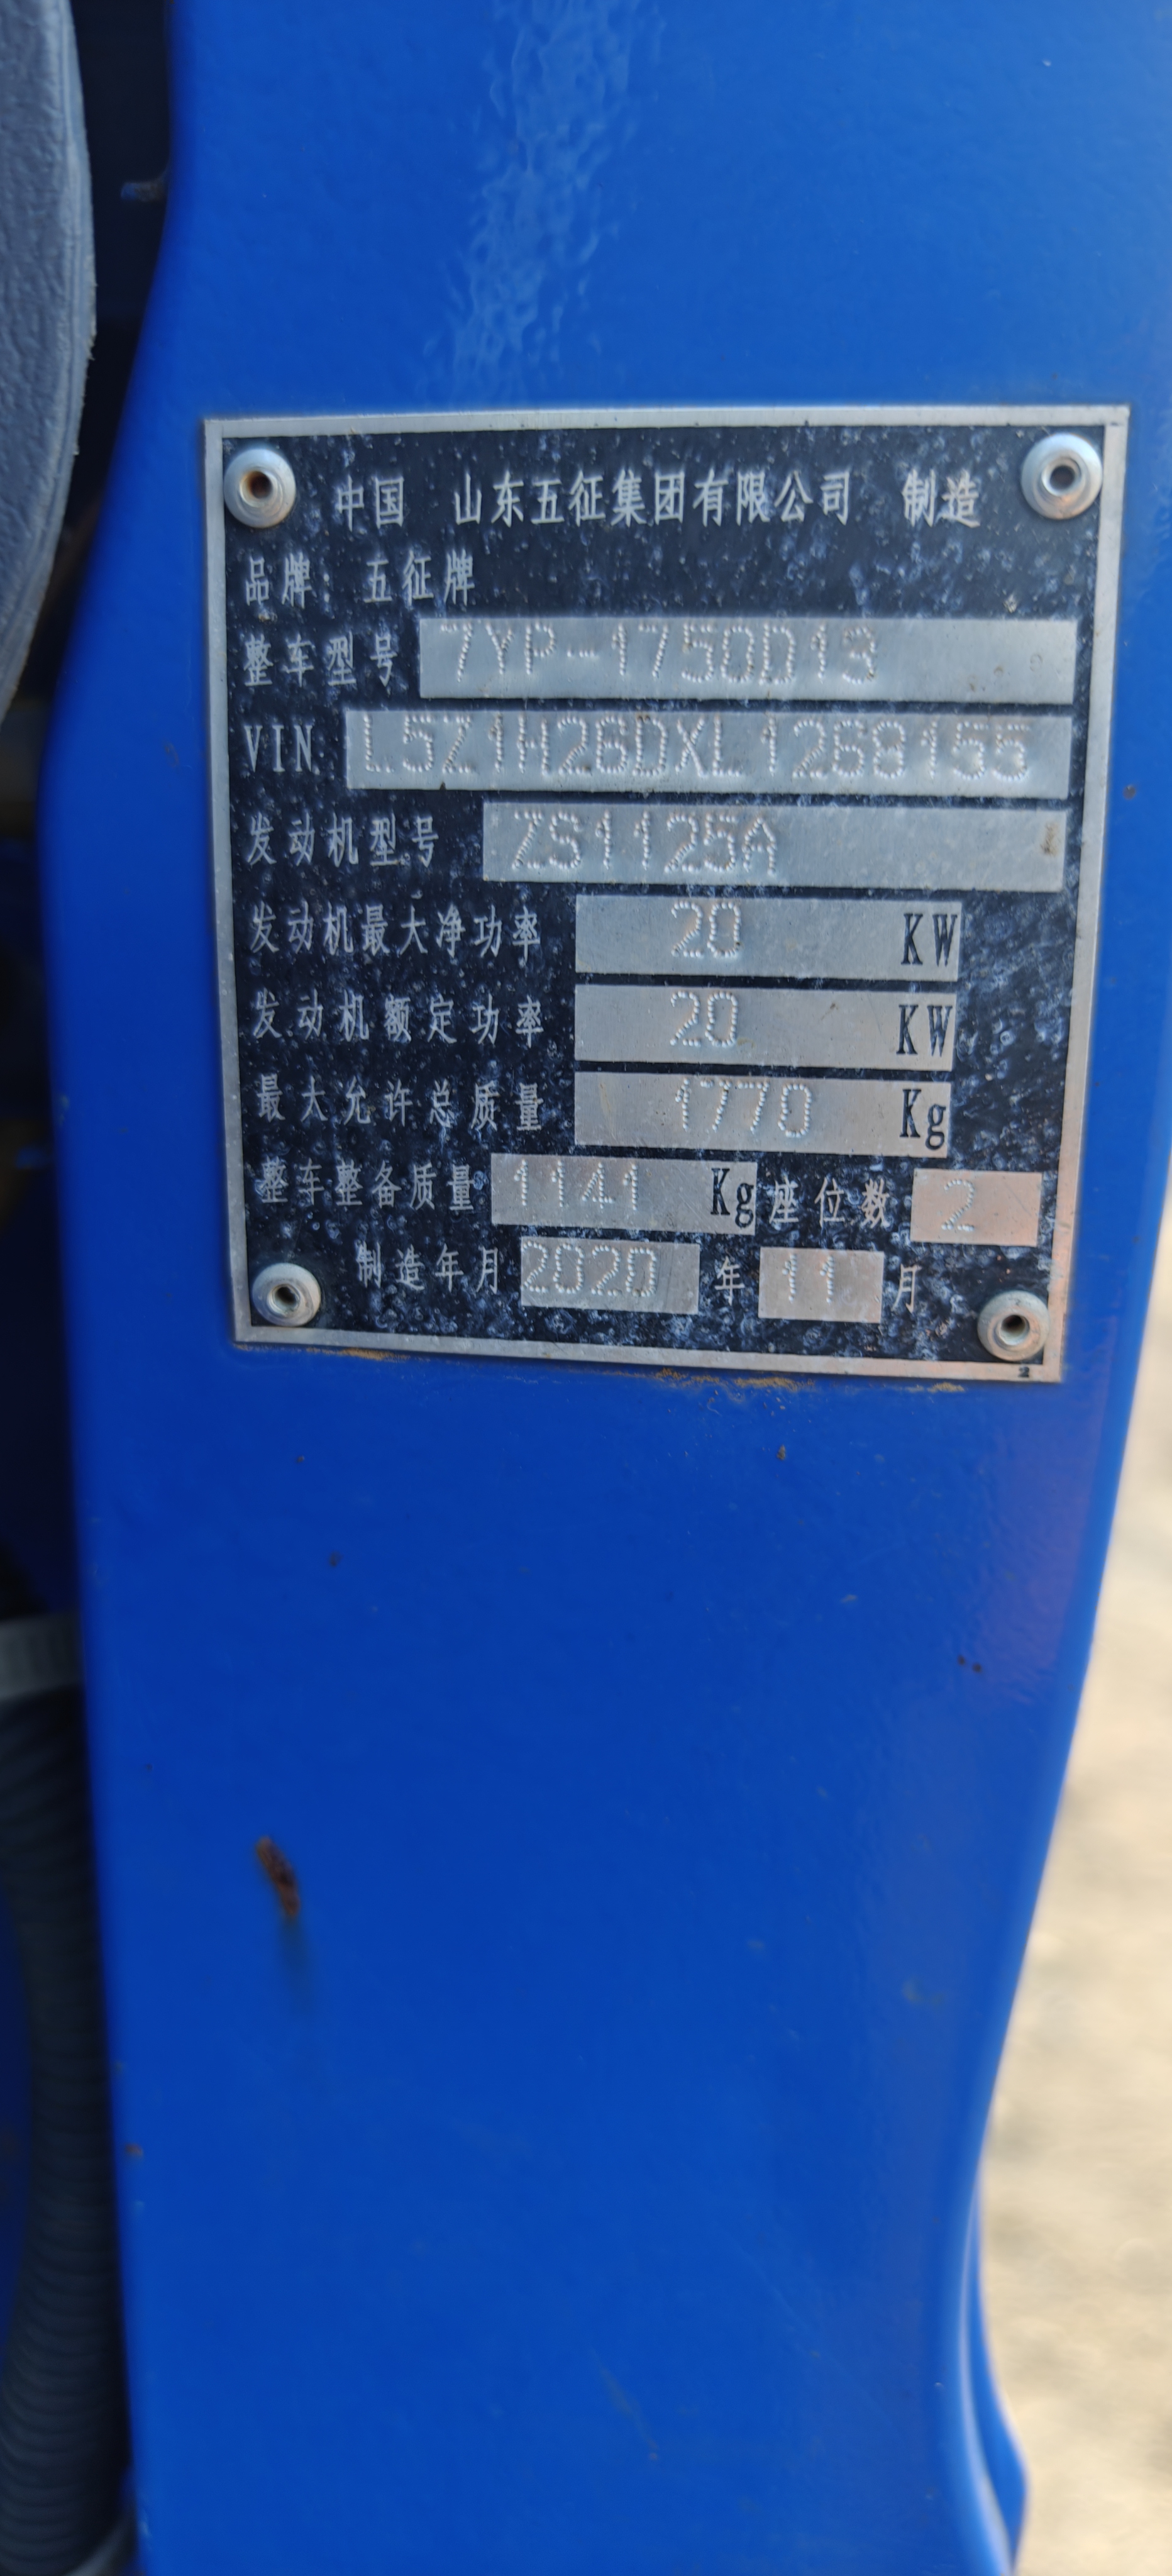 中国 山东五征集团有限公司 制造
品牌: 五征牌
整车型号 7YP-1750D13
VIN: L5Z1H26DXL1268155
发动机型号 ZS1125A
发动机最大净功率 20 KW
发动机额定功率 20 KW
最大允许总质量 1770 Kg
整车整备质量 1141 Kg 座位数 2
制造年月 2020 年 11 月